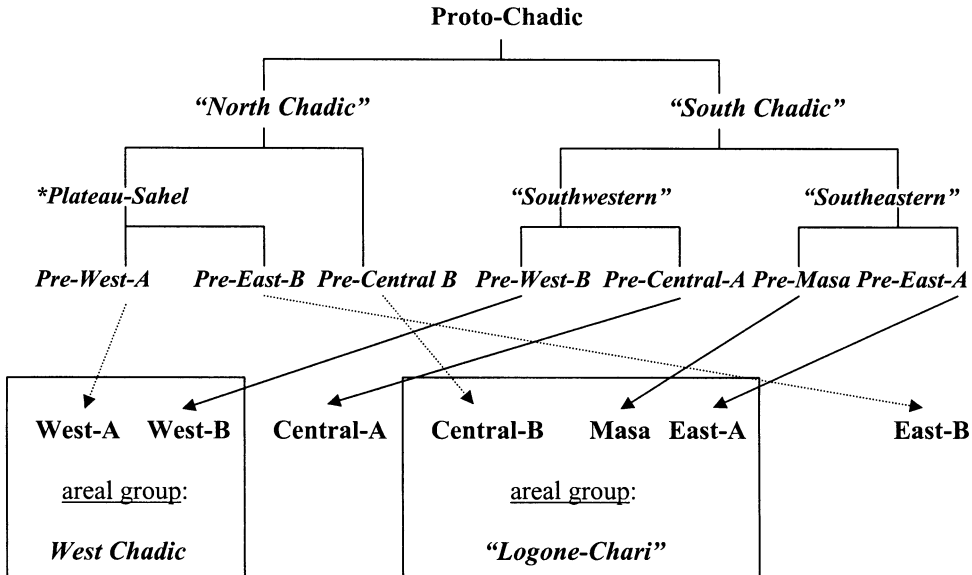 Proto-Chadic
“North Chadic” “South Chadic”
*Plateau-Sahel “Southwestern” “Southeastern”
Pre-West-A Pre-East-B Pre-Central B Pre-West-B Pre-Central-A Pre-Masa Pre-East-A
West-A West-B Central-A Central-B Masa East-A East-B
areal group: areal group:
West Chadic “Logone-Chari”